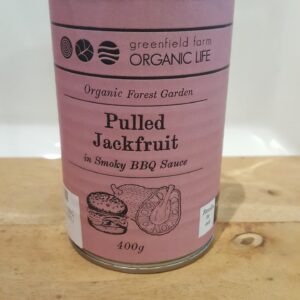 greenfield farm
ORGANIC LIFE
Organic Forest Garden
Pulled
Jackfruit
in Smoky BBQ Sauce
400g